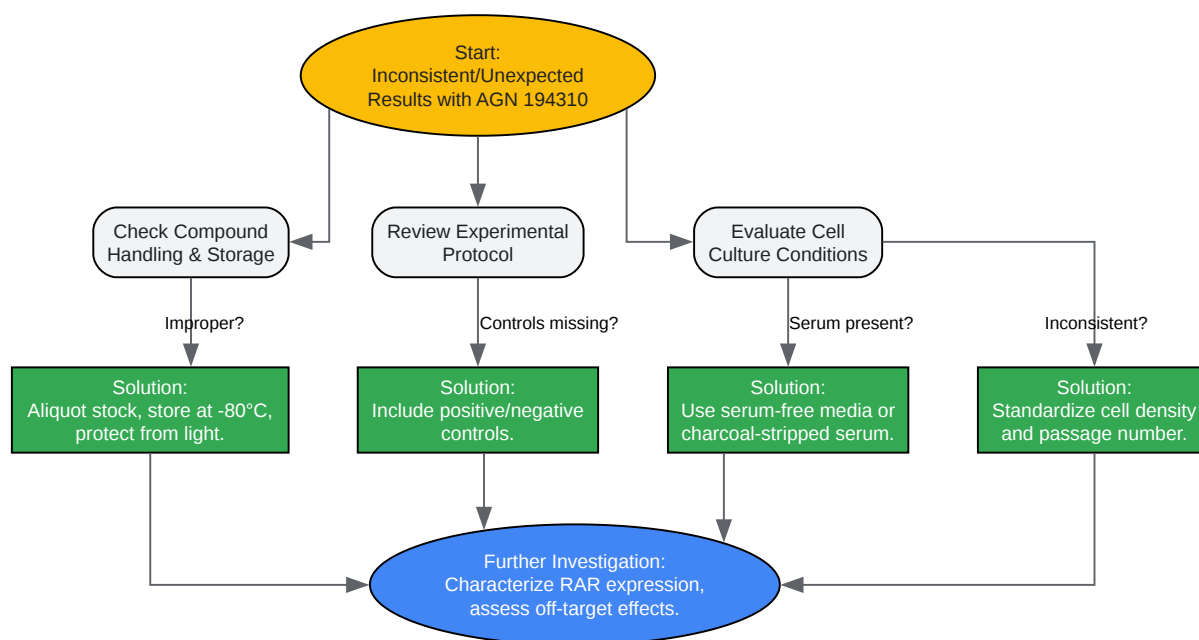 Start:
Inconsistent/Unexpected
Results with AGN 194310
Check Compound
Handling & Storage
Review Experimental
Protocol
Evaluate Cell
Culture Conditions
Improper?
Controls missing?
Serum present?
Inconsistent?
Solution:
Aliquot stock, store at -80°C,
protect from light.
Solution:
Include positive/negative
controls.
Solution:
Use serum-free media or
charcoal-stripped serum.
Solution:
Standardize cell density
and passage number.
Further Investigation:
Characterize RAR expression,
assess off-target effects.